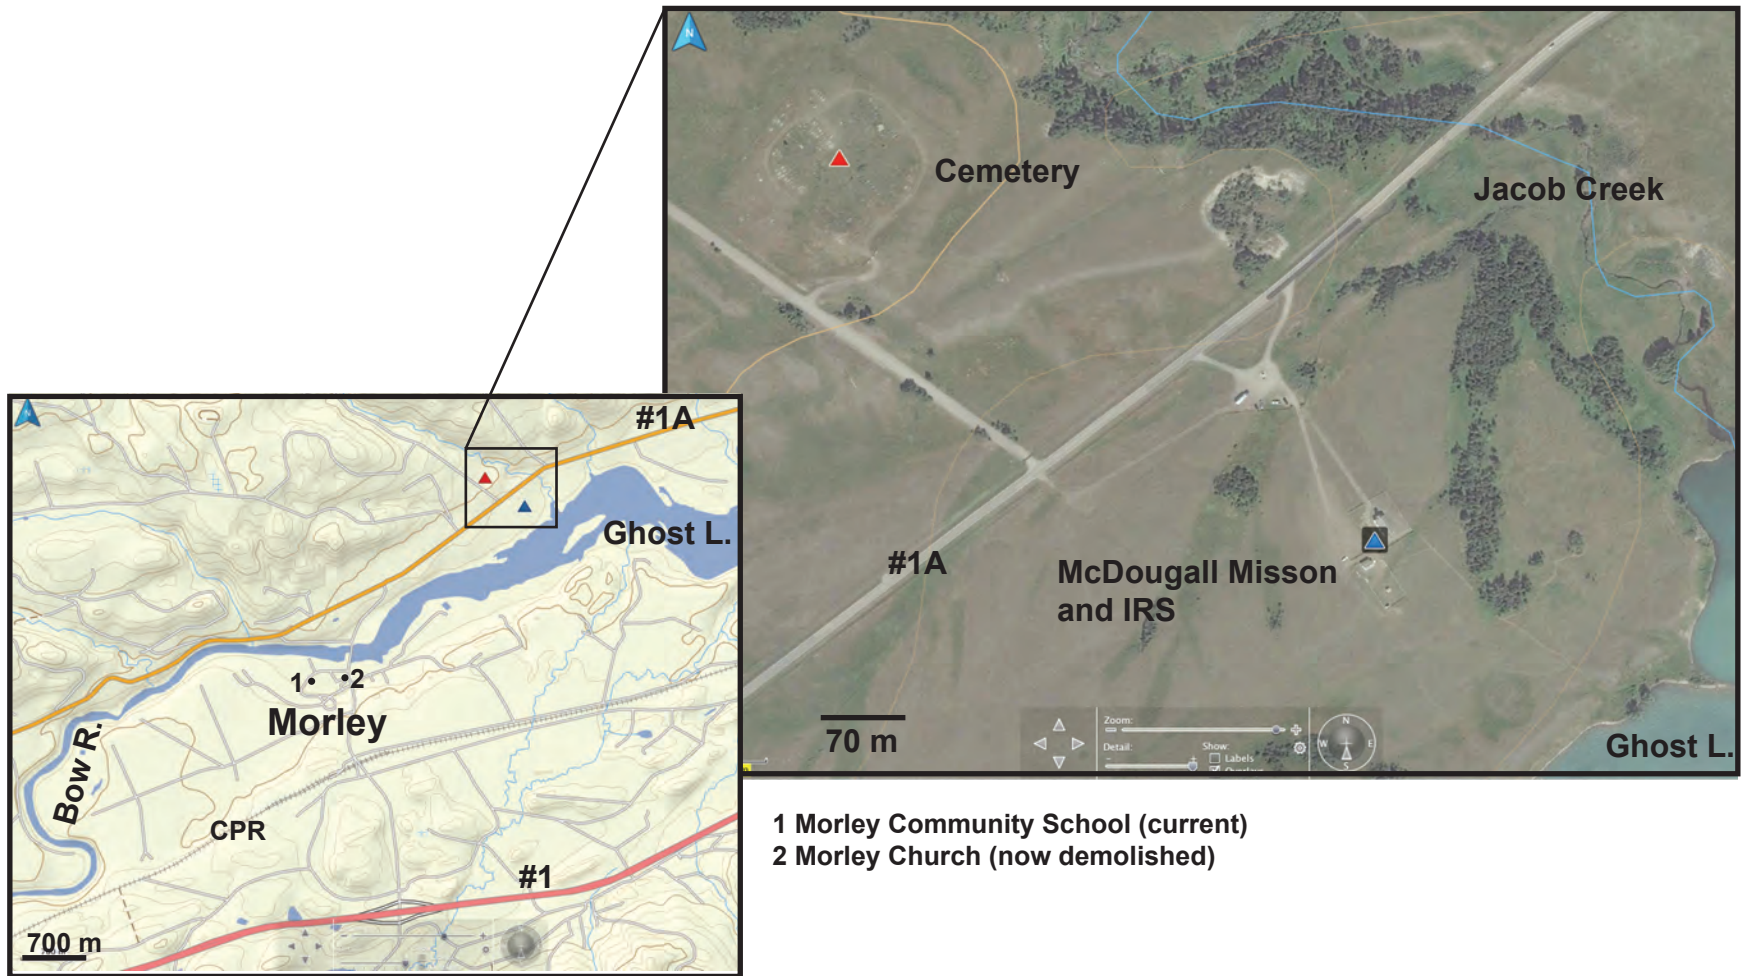 N
Cemetery
Jacob Creek
#1A
McDougall Misson
and IRS
70 m
Zoom:
Detail:
Show:
Labels
N
W
E
S
Ghost L.
N
#1A
Ghost L.
1
2
Morley
Bow R.
CPR
#1
700 m
1 Morley Community School (current)
2 Morley Church (now demolished)